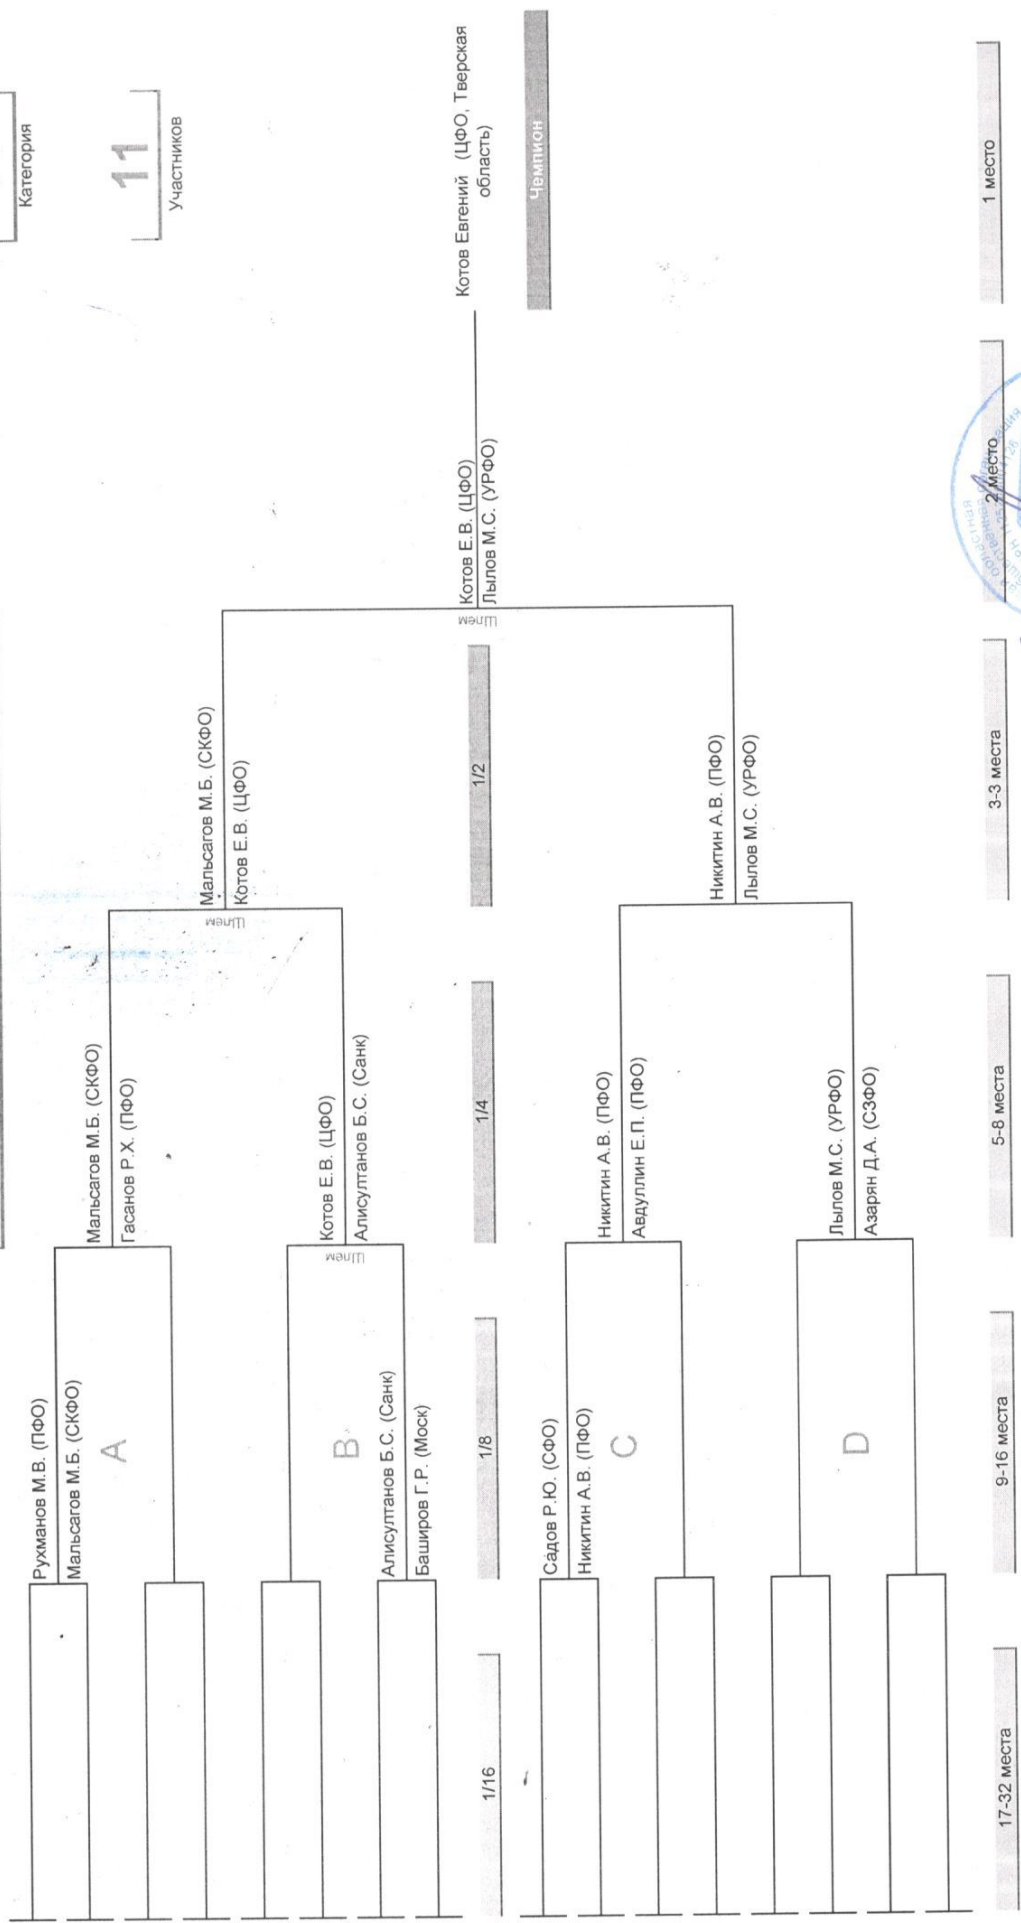 Категория
11
Участников
Рухманов М.В. (ПФО)
Мальсагов М.Б. (СКФО)
A
Мальсагов М.Б. (СКФО)
Гасанов Р.Х. (ПФО)
Мальсагов М.Б. (СКФО)
Котов Е.В. (ЦФО)
Шлем
B
Алисултанов Б.С. (Санк)
Баширов Г.Р. (Моск)
Котов Е.В. (ЦФО)
Алисултанов Б.С. (Санк)
Шлем
Котов Е.В. (ЦФО)
Лылов М.С. (УРФО)
Шлем
Котов Евгений (ЦФО, Тверская
область)
Чемпион
1/16
1/8
1/4
1/2
Садов Р.Ю. (СФО)
Никитин А.В. (ПФО)
C
Никитин А.В. (ПФО)
Авдуллин Е.П. (ПФО)
Никитин А.В. (ПФО)
Лылов М.С. (УРФО)
D
Лылов М.С. (УРФО)
Азарян Д.А. (СЗФО)
17-32 места
9-16 места
5-8 места
3-3 места
2 место
1 место